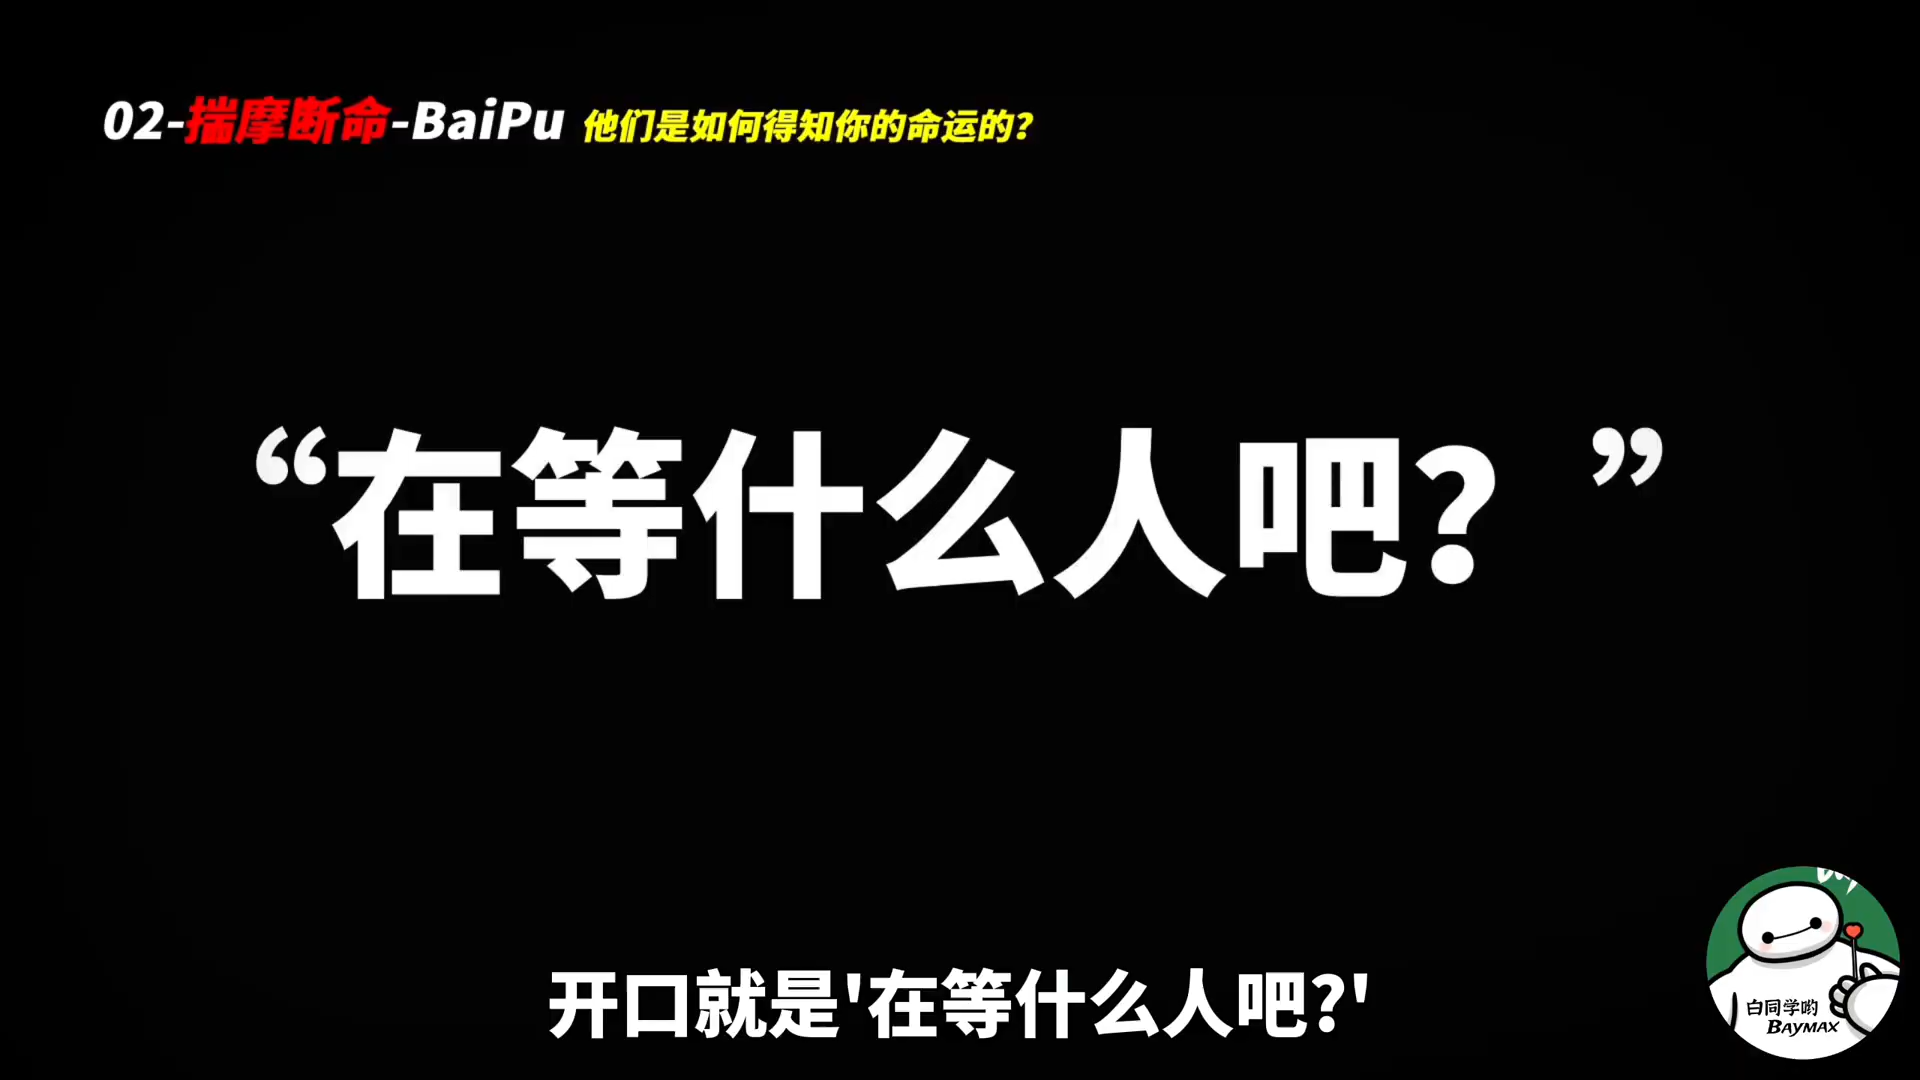 02-揣摩断命-BaiPu 他们是如何得知你的命运的?
“在等什么人吧？”
开口就是'在等什么人吧?'
白同学哟
BAYMAX